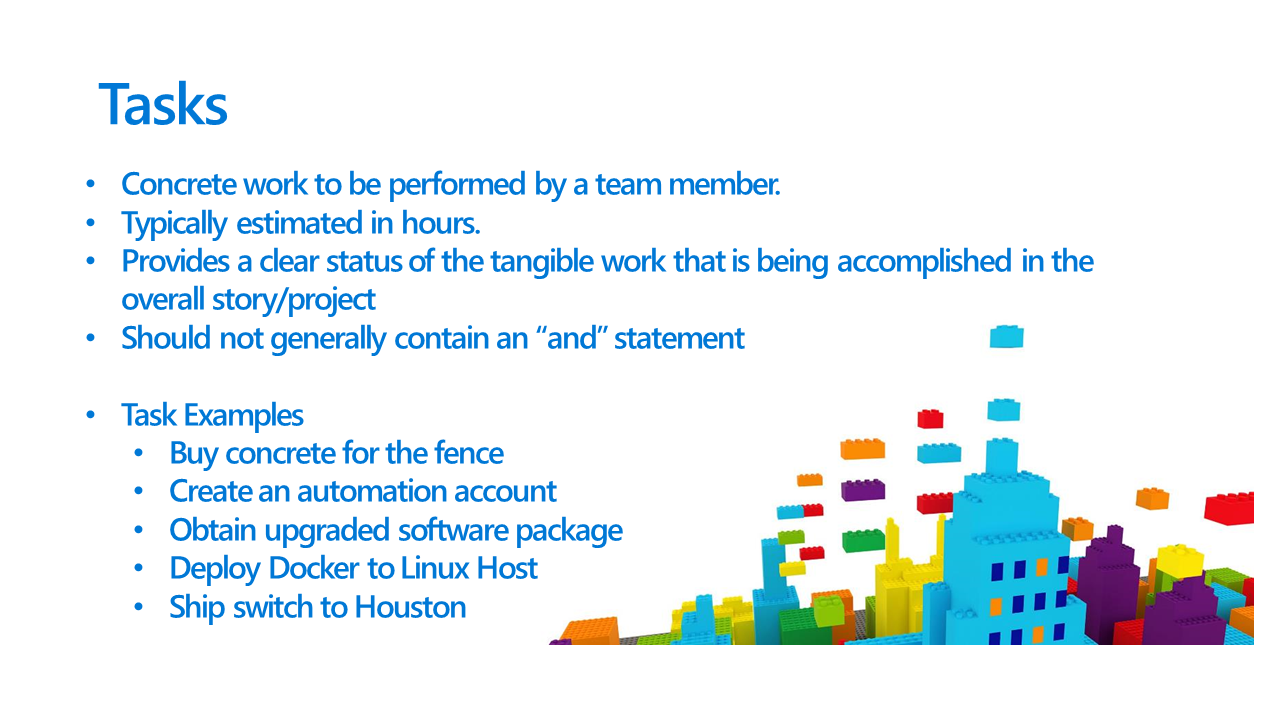 Tasks
• Concrete work to be performed by a team member.
• Typically estimated in hours.
• Provides a clear status of the tangible work that is being accomplished in the
overall story/project
• Should not generally contain an “and” statement
• Task Examples
• Buy concrete for the fence
• Create an automation account
• Obtain upgraded software package
• Deploy Docker to Linux Host
• Ship switch to Houston